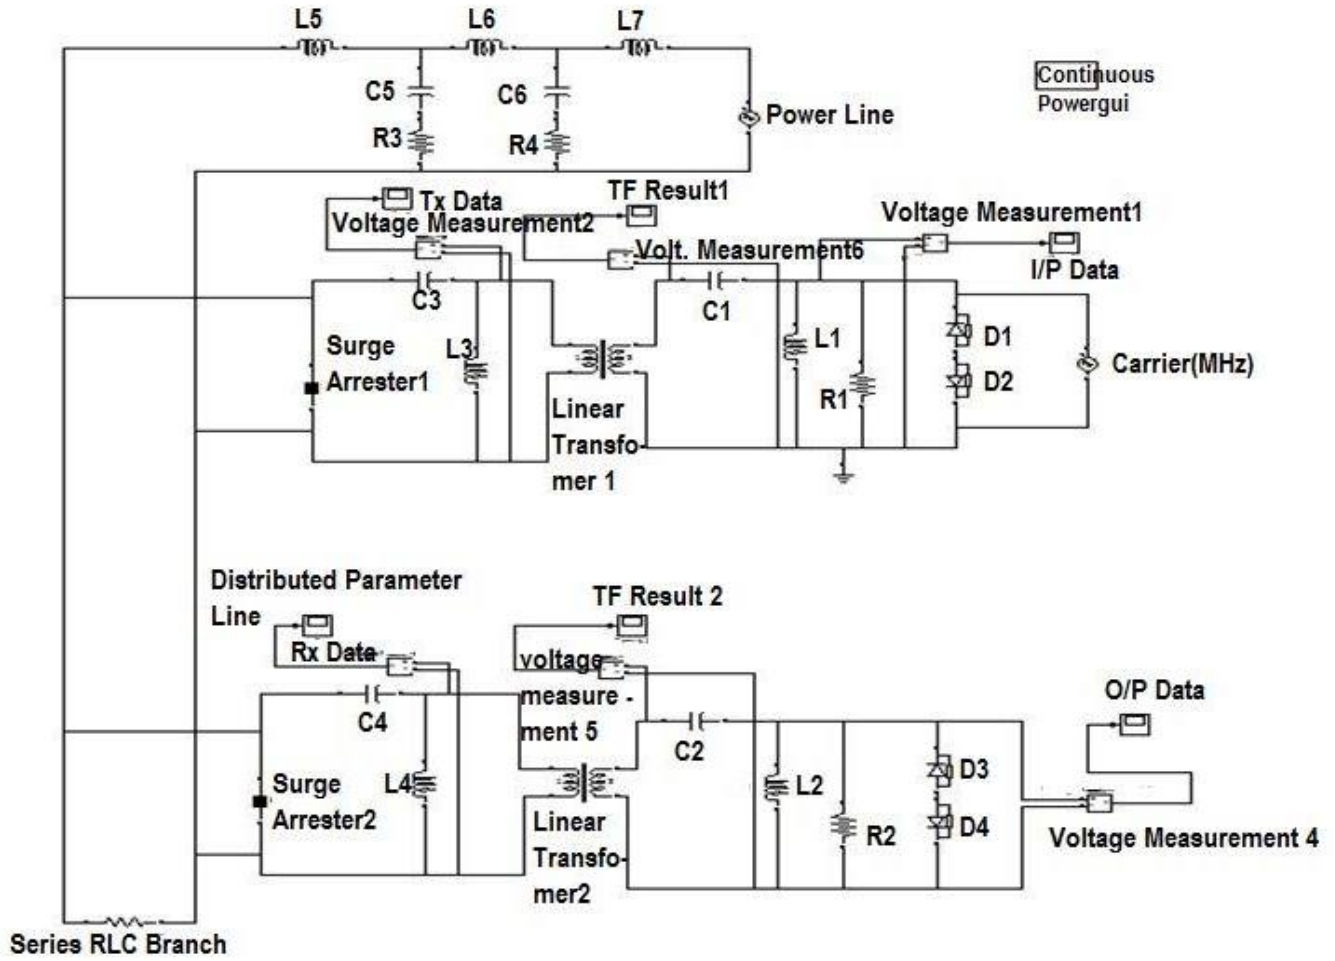 L5
L6
L7
C5
C6
R3
R4
Power Line
Continuous
Powergui
Tx Data
Voltage Measurement2
TF Result1
Volt. Measurement6
Voltage Measurement1
I/P Data
C3
C1
Surge
Arrester1
L3
L1
R1
D1
D2
Carrier(MHz)
Linear
Transfo-
mer 1
Distributed Parameter
Line
Rx Data
TF Result 2
voltage
measure -
ment 5
C4
C2
O/P Data
Surge
Arrester2
L4
L2
R2
D3
D4
Linear
Transfo-
mer2
Voltage Measurement 4
Series RLC Branch